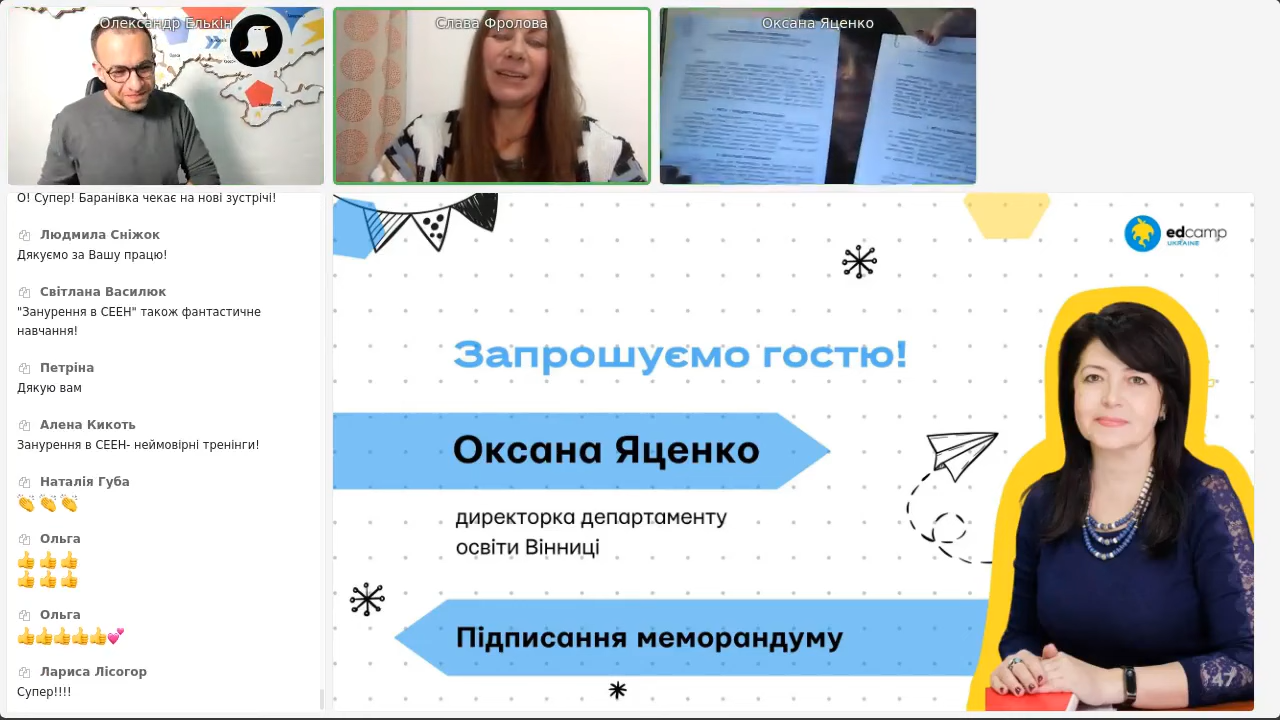 Олександр Елькін
Слава Фролова
Оксана Яценко
О! Супер! Баранівка чекає на нові зустрічі!
Людмила Сніжок
Дякуємо за Вашу працю!
Світлана Василюк
"Занурення в СЕЕН" також фантастичне
навчання!
Петріна
Дякую вам
Алена Кикоть
Занурення в СЕЕН- неймовірні тренінги!
Наталія Губа
👏👏👏
Ольга
👍👍👍
👍👍👍
Ольга
👍👍👍👍👍💕
Лариса Лісогор
Супер!!!!
edcamp
UKRAINE
Запрошуємо гостю!
Оксана Яценко
директорка департаменту
освіти Вінниці
Підписання меморандуму
47